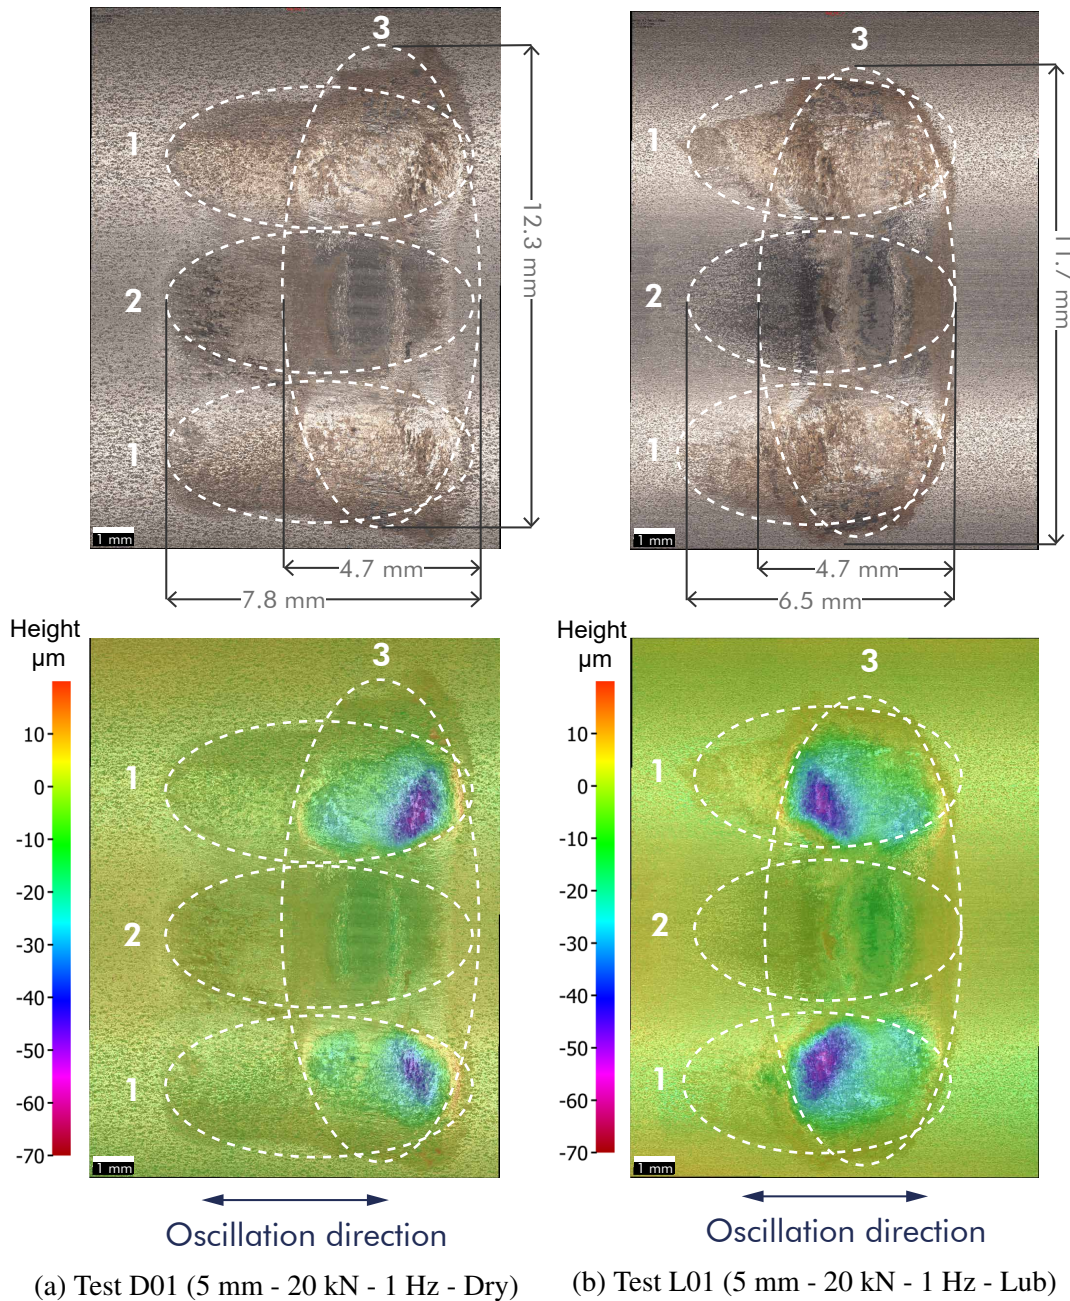 3
3
1
1
12.3 mm
11.7 mm
2
2
1
1
1 mm
1 mm
4.7 mm
4.7 mm
7.8 mm
6.5 mm
Height
µm
Height
µm
3
3
10
10
1
1
0
0
-10
-10
-20
-20
-30
-30
2
2
-40
-40
-50
-50
1
1
-60
-60
-70
-70
1 mm
1 mm
Oscillation direction
Oscillation direction
(a) Test D01 (5 mm - 20 kN - 1 Hz - Dry)
(b) Test L01 (5 mm - 20 kN - 1 Hz - Lub)